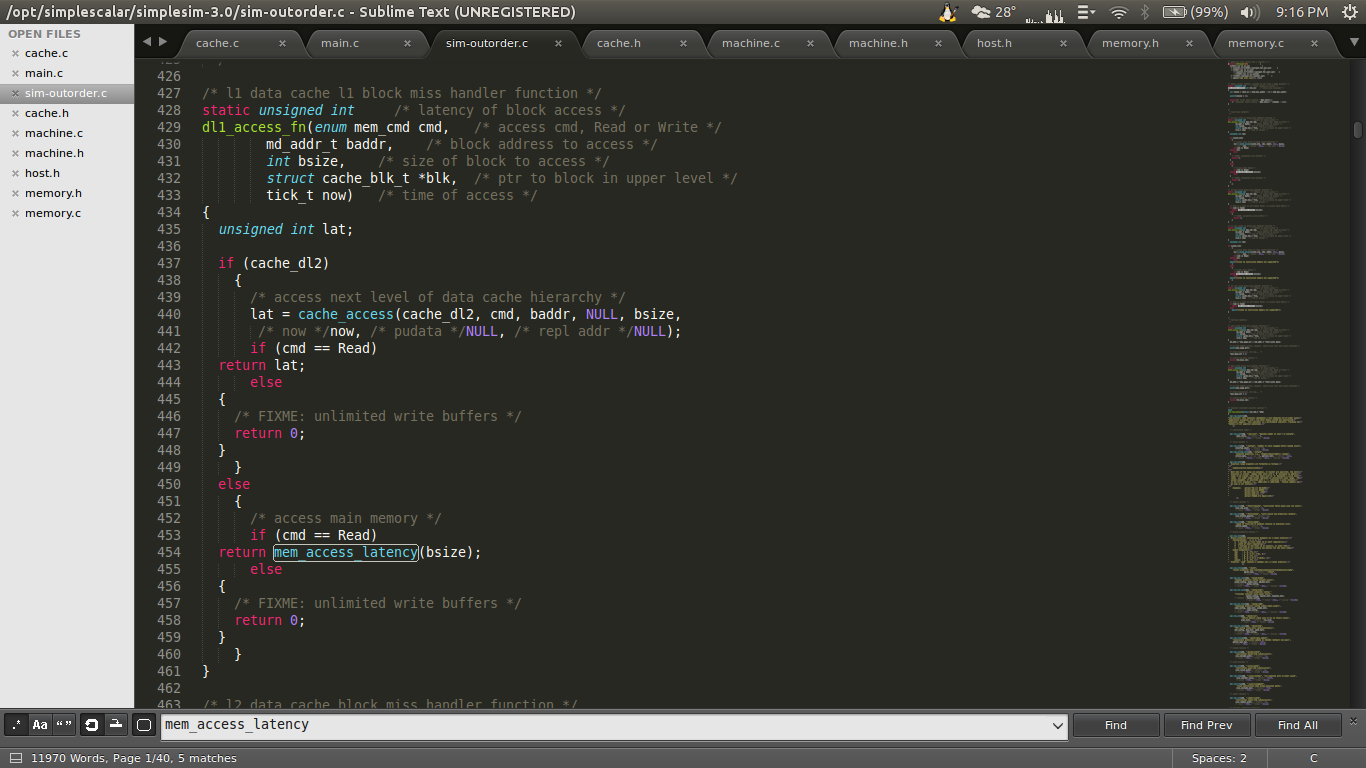 /opt/simplescalar/simplesim-3.0/sim-outorder.c - Sublime Text (UNREGISTERED)
28° (99%) 9:16 PM
OPEN FILES
cache.c
main.c
sim-outorder.c
cache.h
machine.c
machine.h
host.h
memory.h
memory.c
cache.c × main.c × sim-outorder.c × cache.h × machine.c × machine.h × host.h × memory.h × memory.c ×
426
427 /* l1 data cache l1 block miss handler function */
428 static unsigned int /* latency of block access */
429 dl1_access_fn(enum mem_cmd cmd, /* access cmd, Read or Write */
430 md_addr_t baddr, /* block address to access */
431 int bsize, /* size of block to access */
432 struct cache_blk_t *blk, /* ptr to block in upper level */
433 tick_t now) /* time of access */
434 {
435 unsigned int lat;
436
437 if (cache_dl2)
438 {
439 /* access next level of data cache hierarchy */
440 lat = cache_access(cache_dl2, cmd, baddr, NULL, bsize,
441 /* now */now, /* pudata */NULL, /* repl addr */NULL);
442 if (cmd == Read)
443 return lat;
444 else
445 {
446 /* FIXME: unlimited write buffers */
447 return 0;
448 }
449 }
450 else
451 {
452 /* access main memory */
453 if (cmd == Read)
454 return mem_access_latency(bsize);
455 else
456 {
457 /* FIXME: unlimited write buffers */
458 return 0;
459 }
460 }
461 }
462
463 /* l2 data cache block miss handler function */
.* Aa “” mem_access_latency Find Find Prev Find All
11970 Words, Page 1/40, 5 matches Spaces: 2 C